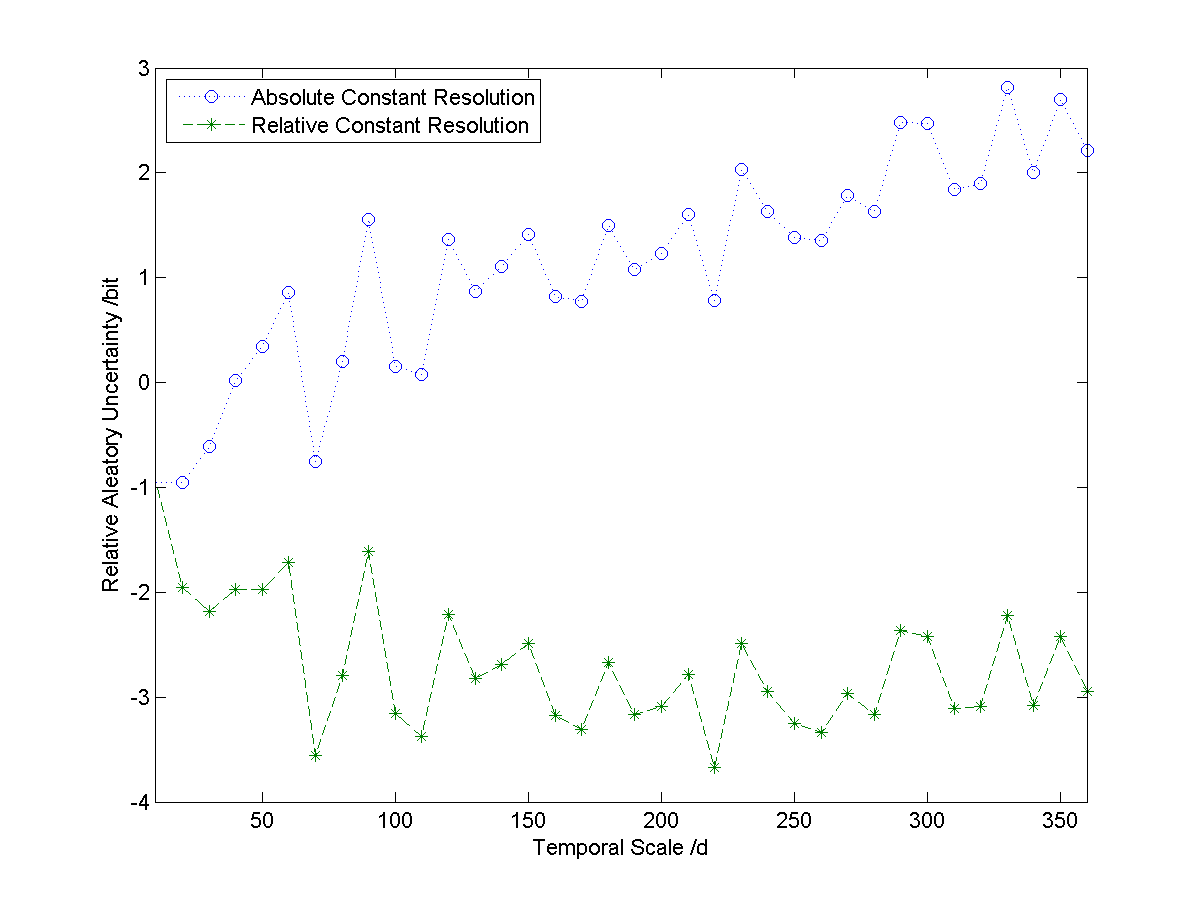 3
Absolute Constant Resolution
Relative Constant Resolution
2
1
0
-1
-2
-3
-4
Relative Aleatory Uncertainty /bit
50 100 150 200 250 300 350
Temporal Scale /d